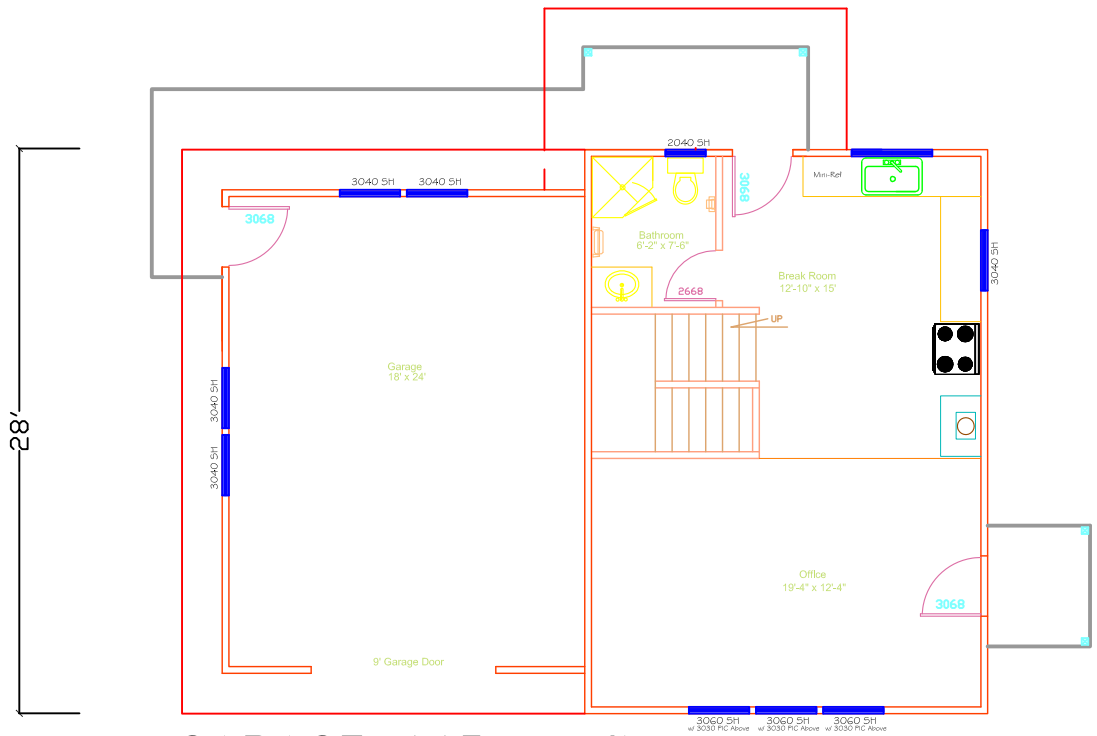 2040 SH
3040 SH
3040 SH
Mini-Ref
3068
3068
Bathroom
6'-2" x 7'-6"
3040 SH
Break Room
12'-10" x 15'
2668
UP
Garage
18' x 24'
3040 SH
28'
3040 SH
Office
19'-4" x 12'-4"
3068
9' Garage Door
3060 SH
w/ 3030 PIC Above
3060 SH
w/ 3030 PIC Above
3060 SH
w/ 3030 PIC Above